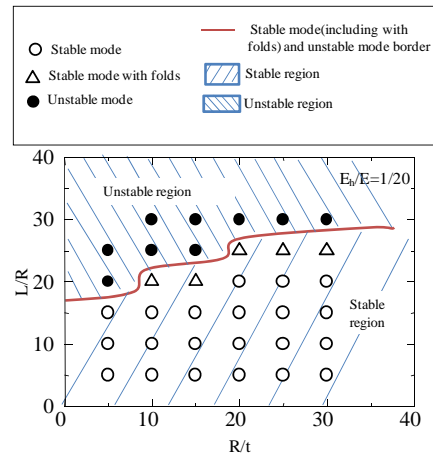 Stable mode
Stable mode with folds
Unstable mode
Stable mode(including with
folds) and unstable mode border
Stable region
Unstable region
40
30
20
10
0
L/R
Unstable region
E_h/E=1/20
Stable
region
0 10 20 30 40
R/t